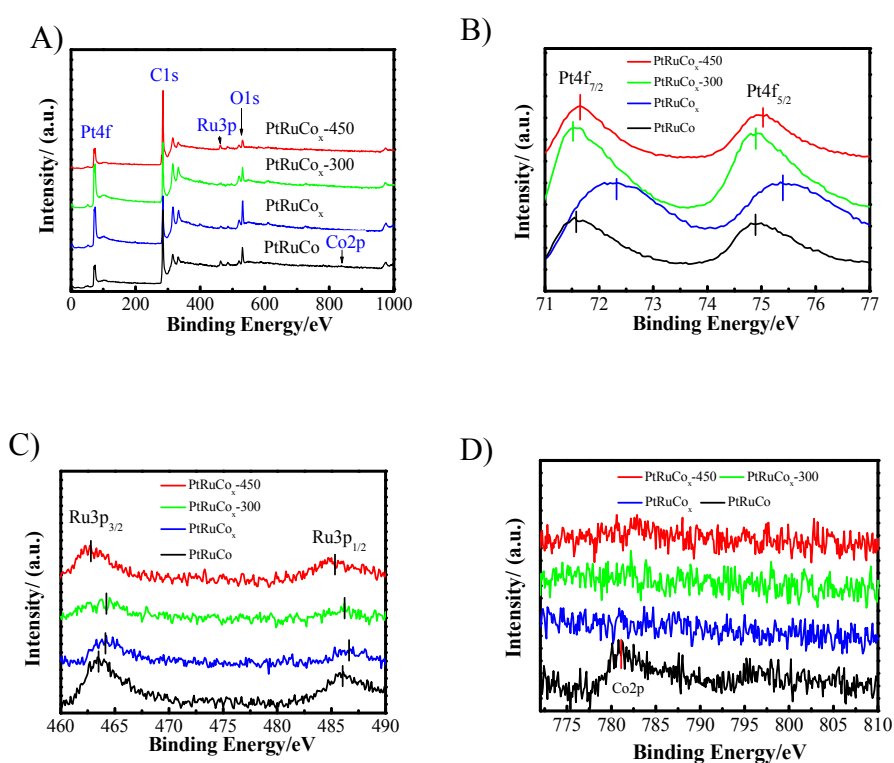 A)
C1s
O1s
Pt4f
Ru3p
PtRuCoₓ-450
PtRuCoₓ-300
PtRuCoₓ
PtRuCo
Co2p
Intensity/ (a.u.)
0 200 400 600 800 1000
Binding Energy/eV
B)
PtRuCoₓ-450
PtRuCoₓ-300
PtRuCoₓ
PtRuCo
Pt4f7/2
Pt4f5/2
Intensity/ (a.u.)
71 72 73 74 75 76 77
Binding Energy/eV
C)
PtRuCoₓ-450
PtRuCoₓ-300
PtRuCoₓ
PtRuCo
Ru3p3/2
Ru3p1/2
Intensity/ (a.u.)
460 465 470 475 480 485 490
Binding Energy/eV
D)
PtRuCoₓ-450 PtRuCoₓ-300
PtRuCoₓ PtRuCo
Co2p
Intensity/ (a.u.)
775 780 785 790 795 800 805 810
Binding Energy/eV